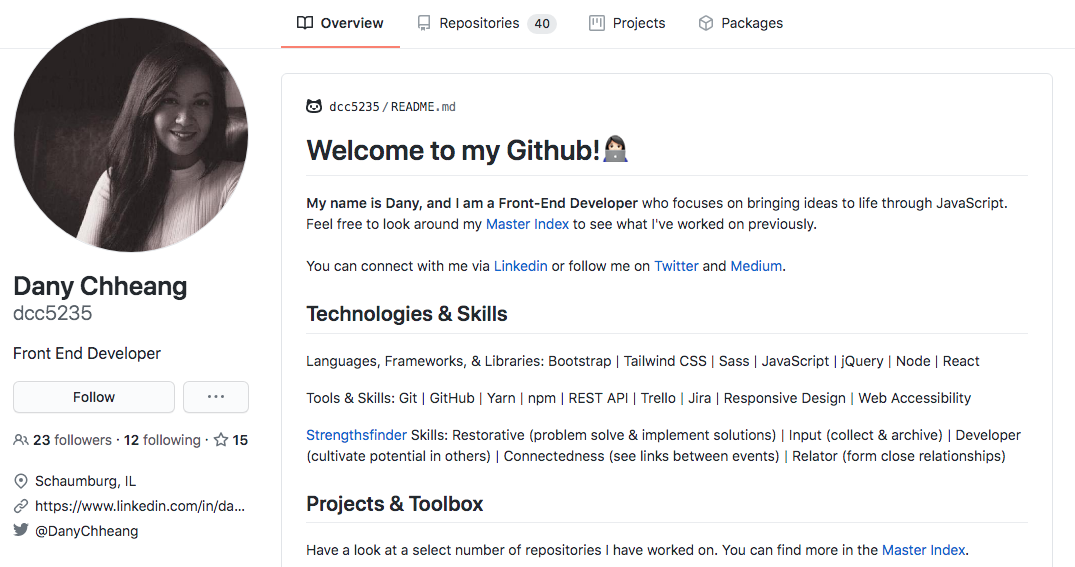 Overview
Repositories 40
Projects
Packages
Dany Chheang
dcc5235
Front End Developer
Follow
...
23 followers · 12 following · 15
Schaumburg, IL
https://www.linkedin.com/in/da...
@DanyChheang
dcc5235/README.md
Welcome to my Github!
My name is Dany, and I am a Front-End Developer who focuses on bringing ideas to life through JavaScript.
Feel free to look around my Master Index to see what I've worked on previously.
You can connect with me via Linkedin or follow me on Twitter and Medium.
Technologies & Skills
Languages, Frameworks, & Libraries: Bootstrap | Tailwind CSS | Sass | JavaScript | jQuery | Node | React
Tools & Skills: Git | GitHub | Yarn | npm | REST API | Trello | Jira | Responsive Design | Web Accessibility
Strengthsfinder Skills: Restorative (problem solve & implement solutions) | Input (collect & archive) | Developer
(cultivate potential in others) | Connectedness (see links between events) | Relator (form close relationships)
Projects & Toolbox
Have a look at a select number of repositories I have worked on. You can find more in the Master Index.